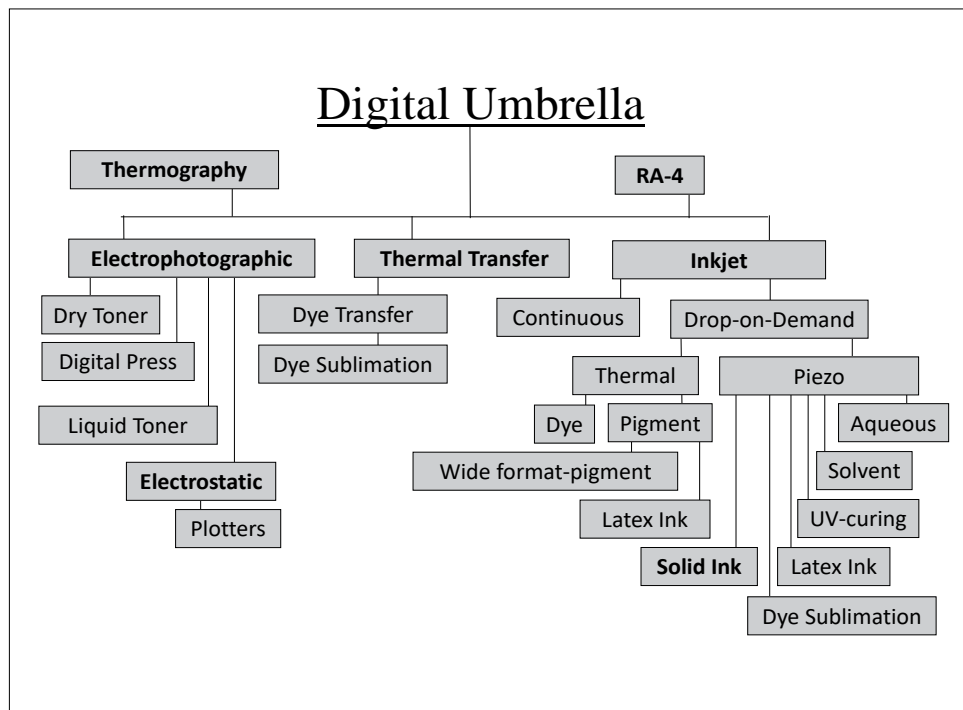 Digital Umbrella
Thermography
RA-4
Electrophotographic
Thermal Transfer
Inkjet
Dry Toner
Dye Transfer
Continuous
Drop-on-Demand
Digital Press
Dye Sublimation
Thermal
Piezo
Liquid Toner
Dye
Pigment
Aqueous
Wide format-pigment
Solvent
Electrostatic
Plotters
Latex Ink
UV-curing
Solid Ink
Latex Ink
Dye Sublimation